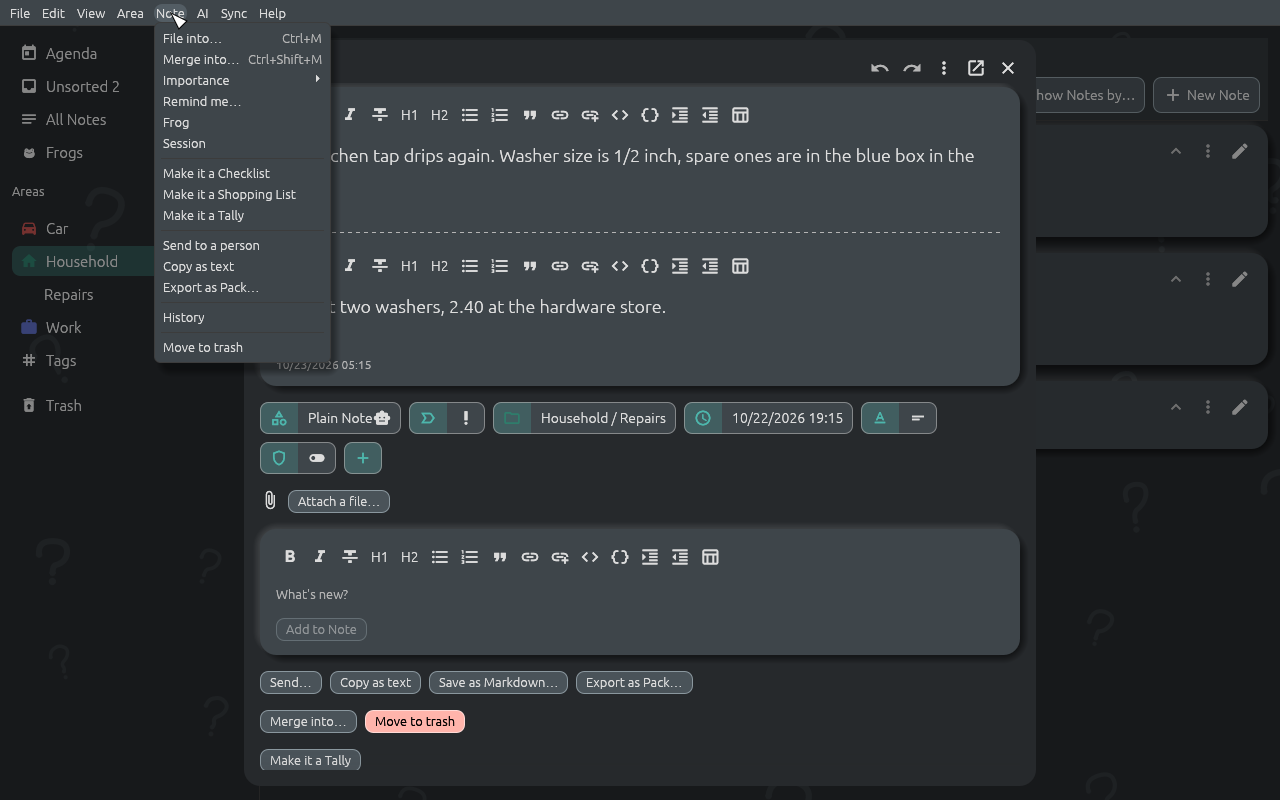 File Edit View Area Note AI Sync Help
File into… Ctrl+M
Merge into… Ctrl+Shift+M
Importance
Remind me…
Frog
Session
Make it a Checklist
Make it a Shopping List
Make it a Tally
Send to a person
Copy as text
Export as Pack…
History
Move to trash
Agenda
Unsorted 2
All Notes
Frogs
Areas
Car
Household
Repairs
Work
Tags
Trash
how Notes by…
New Note
H1 H2
chen tap drips again. Washer size is 1/2 inch, spare ones are in the blue box in the
H1 H2
two washers, 2.40 at the hardware store.
10/23/2026 05:15
Plain Note
Household / Repairs
10/22/2026 19:15
Attach a file…
B I H1 H2
What's new?
Add to Note
Send… Copy as text Save as Markdown… Export as Pack…
Merge into… Move to trash
Make it a Tally